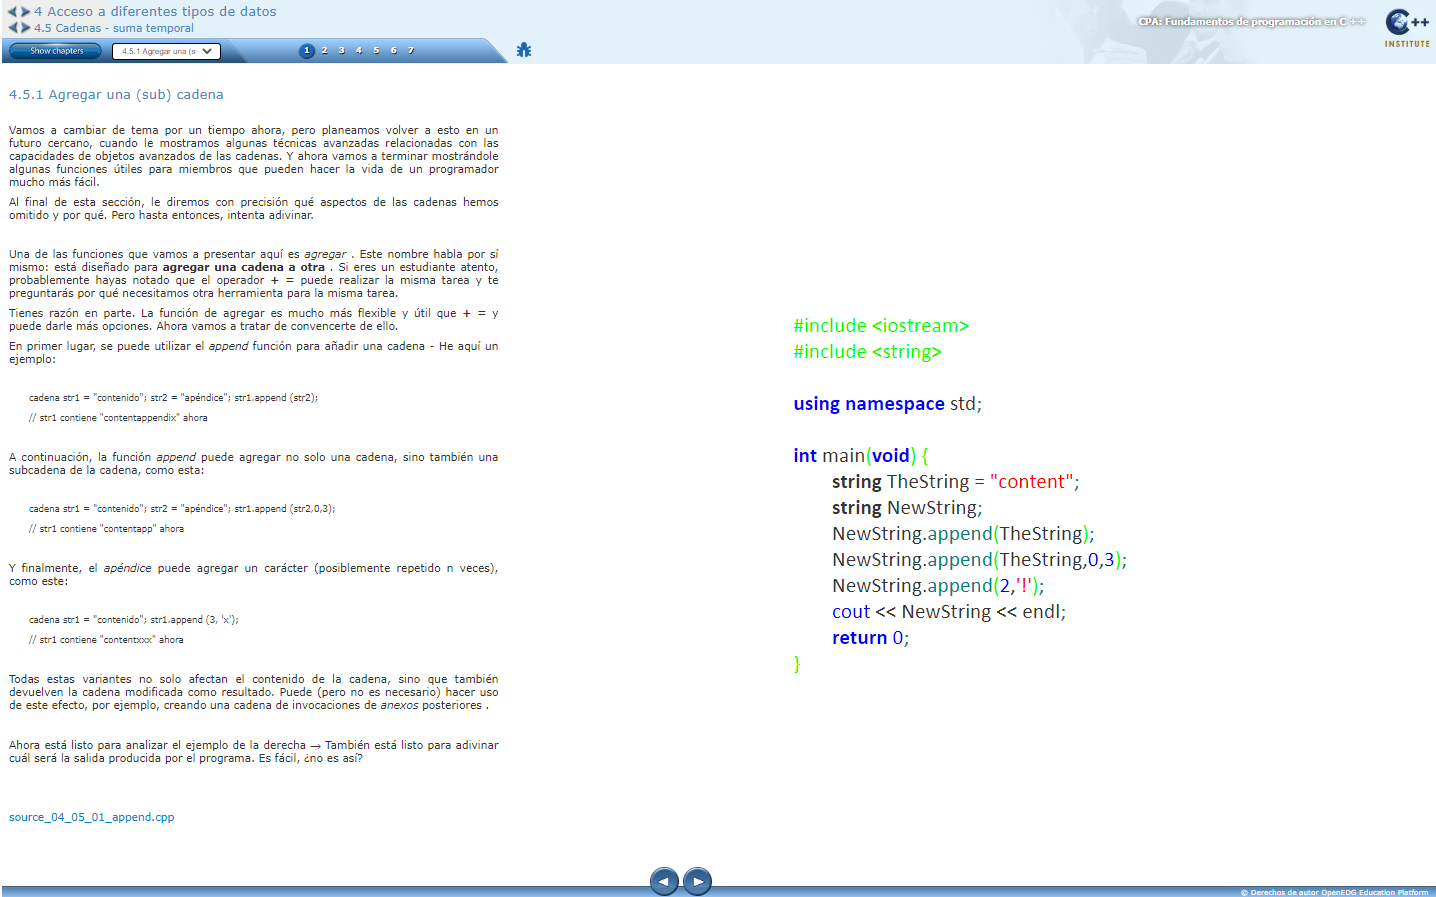 4 Acceso a diferentes tipos de datos
4.5 Cadenas - suma temporal
CPA: Fundamentos de programación en C ++
C++
INSTITUTE
Show chapters
4.5.1 Agregar una (s
1 2 3 4 5 6 7
4.5.1 Agregar una (sub) cadena
Vamos a cambiar de tema por un tiempo ahora, pero planeamos volver a esto en un
futuro cercano, cuando le mostramos algunas técnicas avanzadas relacionadas con las
capacidades de objetos avanzados de las cadenas. Y ahora vamos a terminar mostrándole
algunas funciones útiles para miembros que pueden hacer la vida de un programador
mucho más fácil.
Al final de esta sección, le diremos con precisión qué aspectos de las cadenas hemos
omitido y por qué. Pero hasta entonces, intenta adivinar.
Una de las funciones que vamos a presentar aquí es agregar . Este nombre habla por sí
mismo: está diseñado para agregar una cadena a otra . Si eres un estudiante atento,
probablemente hayas notado que el operador + = puede realizar la misma tarea y te
preguntarás por qué necesitamos otra herramienta para la misma tarea.
Tienes razón en parte. La función de agregar es mucho más flexible y útil que + = y
puede darle más opciones. Ahora vamos a tratar de convencerte de ello.
En primer lugar, se puede utilizar el append función para añadir una cadena - He aquí un
ejemplo:
cadena str1 = "contenido"; str2 = "apéndice"; str1.append (str2);
// str1 contiene "contentappendix" ahora
A continuación, la función append puede agregar no solo una cadena, sino también una
subcadena de la cadena, como esta:
cadena str1 = "contenido"; str2 = "apéndice"; str1.append (str2,0,3);
// str1 contiene "contentapp" ahora
Y finalmente, el apéndice puede agregar un carácter (posiblemente repetido n veces),
como este:
cadena str1 = "contenido"; str1.append (3, 'x');
// str1 contiene "contentxxx" ahora
Todas estas variantes no solo afectan el contenido de la cadena, sino que también
devuelven la cadena modificada como resultado. Puede (pero no es necesario) hacer uso
de este efecto, por ejemplo, creando una cadena de invocaciones de anexos posteriores .
Ahora está listo para analizar el ejemplo de la derecha → También está listo para adivinar
cuál será la salida producida por el programa. Es fácil, ¿no es así?
source_04_05_01_append.cpp
#include <iostream>
#include <string>
using namespace std;
int main(void) {
string TheString = "content";
string NewString;
NewString.append(TheString);
NewString.append(TheString,0,3);
NewString.append(2,'!');
cout << NewString << endl;
return 0;
}
© Derechos de autor OpenEDG Education Platform